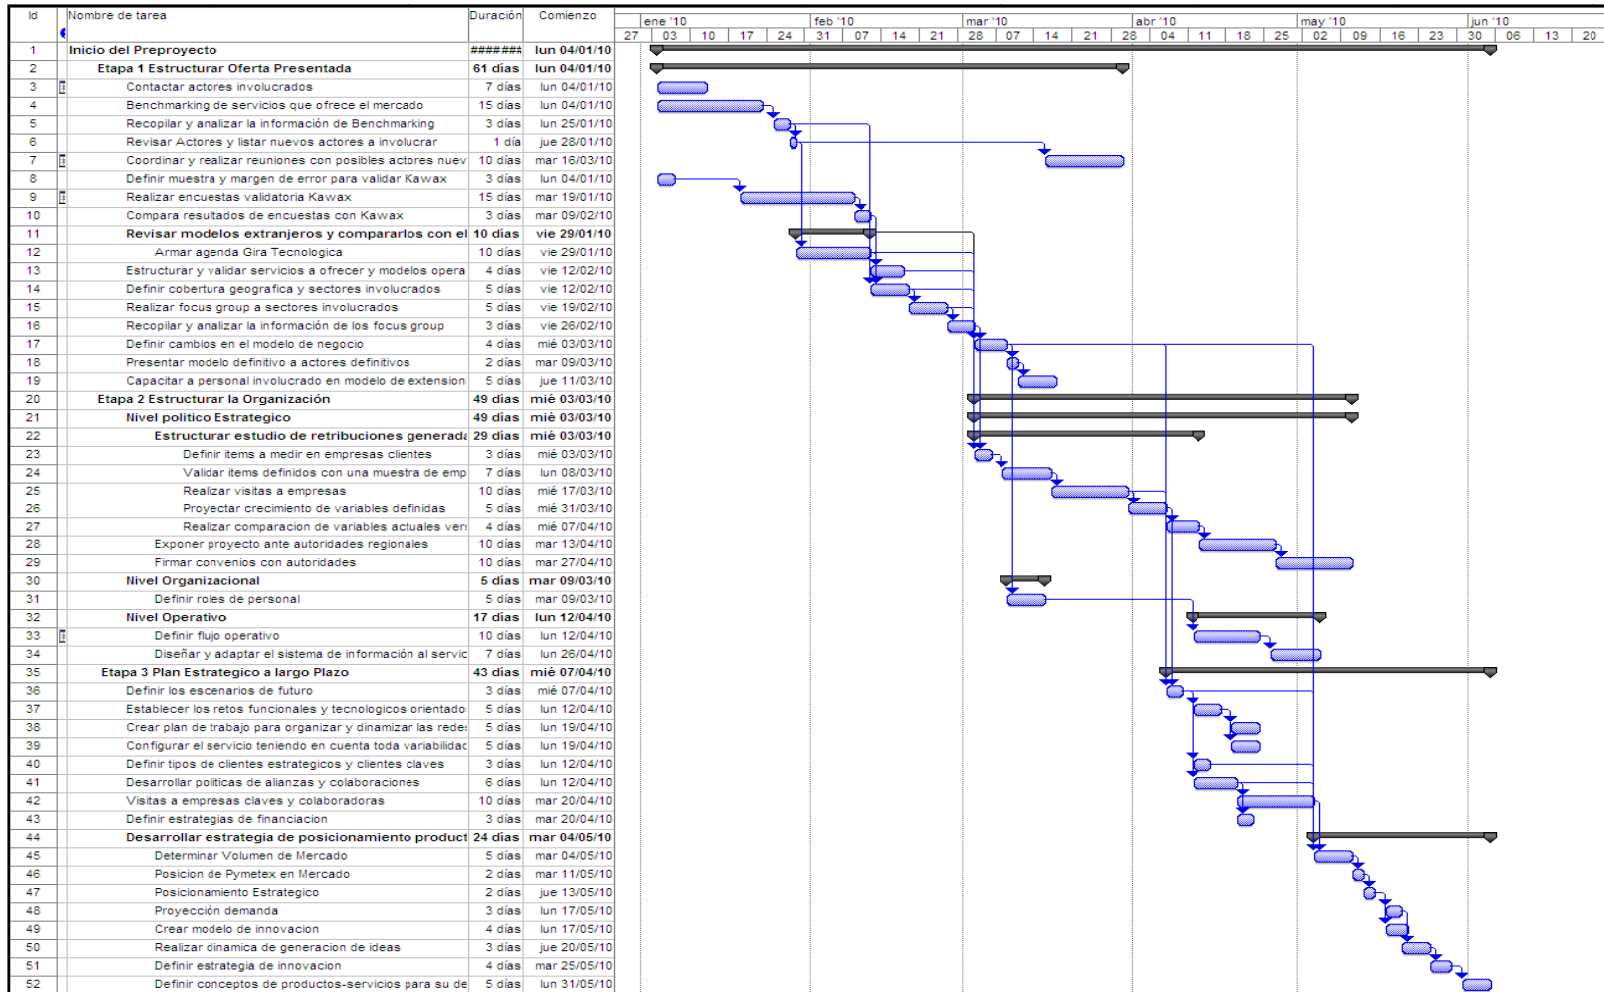 Id Nombre de tarea Duración Comienzo ene '10 feb '10 mar '10 abr '10 may '10 jun '10
27 03 10 17 24 31 07 14 21 28 07 14 21 28 04 11 18 25 02 09 16 23 30 06 13 20
1 Inicio del Preproyecto ####### lun 04/01/10
2 Etapa 1 Estructurar Oferta Presentada 61 días lun 04/01/10
3 Contactar actores involucrados 7 días lun 04/01/10
4 Benchmarking de servicios que ofrece el mercado 15 días lun 04/01/10
5 Recopilar y analizar la información de Benchmarking 3 días lun 25/01/10
6 Revisar Actores y listar nuevos actores a involucrar 1 día jue 28/01/10
7 Coordinar y realizar reuniones con posibles actores nuev 10 días mar 16/03/10
8 Definir muestra y margen de error para validar Kawax 3 días lun 04/01/10
9 Realizar encuestas validatoria Kawax 15 días mar 19/01/10
10 Compara resultados de encuestas con Kawax 3 días mar 09/02/10
11 Revisar modelos extranjeros y compararlos con el 10 días vie 29/01/10
12 Armar agenda Gira Tecnologica 10 días vie 29/01/10
13 Estructurar y validar servicios a ofrecer y modelos opera 4 días vie 12/02/10
14 Definir cobertura geografica y sectores involucrados 5 días vie 12/02/10
15 Realizar focus group a sectores involucrados 5 días vie 19/02/10
16 Recopilar y analizar la información de los focus group 3 días vie 26/02/10
17 Definir cambios en el modelo de negocio 4 días mié 03/03/10
18 Presentar modelo definitivo a actores definitivos 2 días mar 09/03/10
19 Capacitar a personal involucrado en modelo de extension 5 días jue 11/03/10
20 Etapa 2 Estructurar la Organización 49 días mié 03/03/10
21 Nivel político Estrategico 49 días mié 03/03/10
22 Estructurar estudio de retribuciones generada 29 días mié 03/03/10
23 Definir items a medir en empresas clientes 3 días mié 03/03/10
24 Validar items definidos con una muestra de emp 7 días lun 08/03/10
25 Realizar visitas a empresas 10 días mié 17/03/10
26 Proyectar crecimiento de variables definidas 5 días mié 31/03/10
27 Realizar comparacion de variables actuales vers 4 días mié 07/04/10
28 Exponer proyecto ante autoridades regionales 10 días mar 13/04/10
29 Firmar convenios con autoridades 10 días mar 27/04/10
30 Nivel Organizacional 5 días mar 09/03/10
31 Definir roles de personal 5 días mar 09/03/10
32 Nivel Operativo 17 días lun 12/04/10
33 Definir flujo operativo 10 días lun 12/04/10
34 Diseñar y adaptar el sistema de información al servic 7 días lun 26/04/10
35 Etapa 3 Plan Estrategico a largo Plazo 43 días mié 07/04/10
36 Definir los escenarios de futuro 3 días mié 07/04/10
37 Establecer los retos funcionales y tecnologicos orientado 5 días lun 12/04/10
38 Crear plan de trabajo para organizar y dinamizar las redes 5 días lun 19/04/10
39 Configurar el servicio teniendo en cuenta toda variabilidad 5 días lun 19/04/10
40 Definir tipos de clientes estrategicos y clientes claves 3 días lun 12/04/10
41 Desarrollar políticas de alianzas y colaboraciones 6 días lun 12/04/10
42 Visitas a empresas claves y colaboradoras 10 días mar 20/04/10
43 Definir estrategias de financiacion 3 días mar 20/04/10
44 Desarrollar estrategia de posicionamiento product 24 días mar 04/05/10
45 Determinar Volumen de Mercado 5 días mar 04/05/10
46 Posicion de Pymetex en Mercado 2 días mar 11/05/10
47 Posicionamiento Estrategico 2 días jue 13/05/10
48 Proyección demanda 3 días lun 17/05/10
49 Crear modelo de innovacion 4 días lun 17/05/10
50 Realizar dinamica de generacion de ideas 3 días jue 20/05/10
51 Definir estrategia de innovacion 4 días mar 25/05/10
52 Definir conceptos de productos-servicios para su de 5 días lun 31/05/10